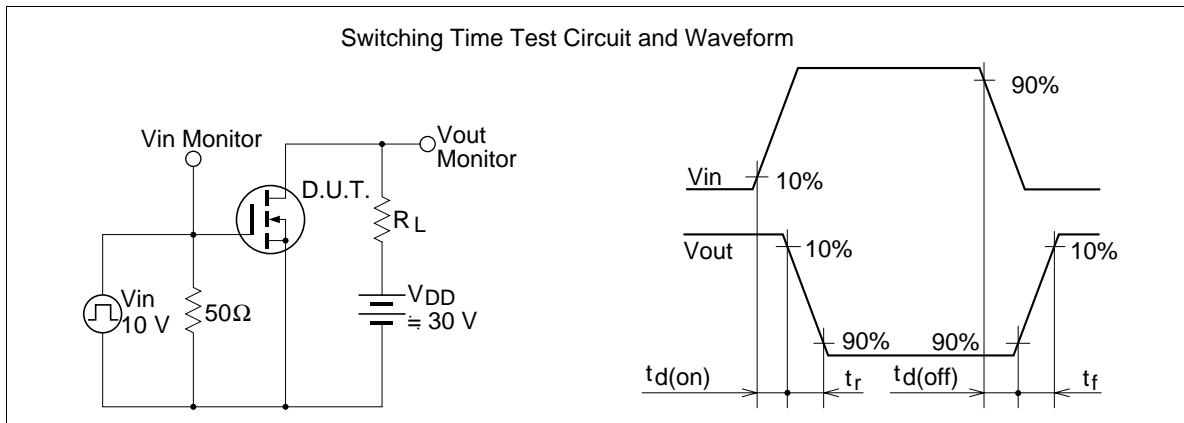 Switching Time Test Circuit and Waveform
Vin Monitor
Vout
Monitor
D.U.T.
RL
Vin
10 V
50Ω
VDD
≒ 30 V
Vin
10%
90%
Vout
10%
90%
90%
10%
td(on)
tr
td(off)
tf